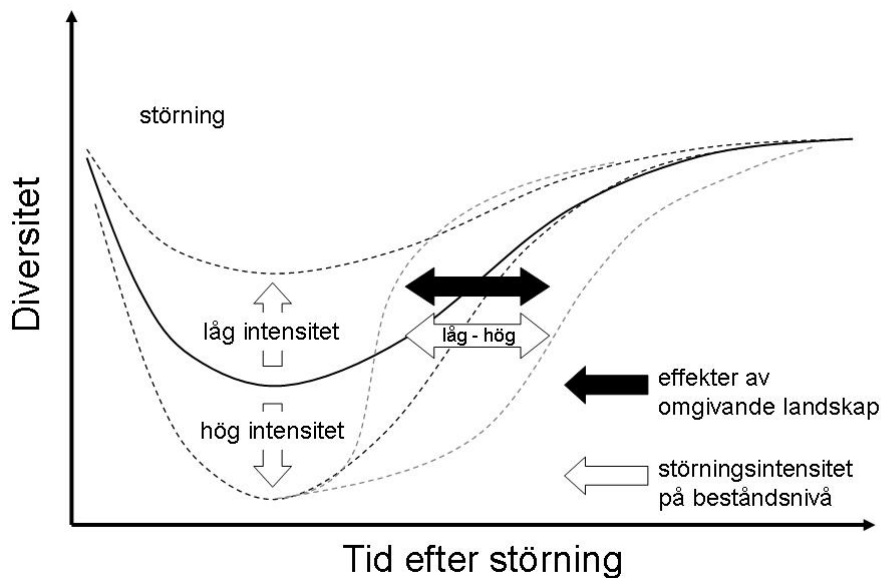 störning
Diversitet
låg intensitet
hög intensitet
låg - hög
effekter av
omgivande landskap
störningsintensitet
på beståndsnivå
Tid efter störning